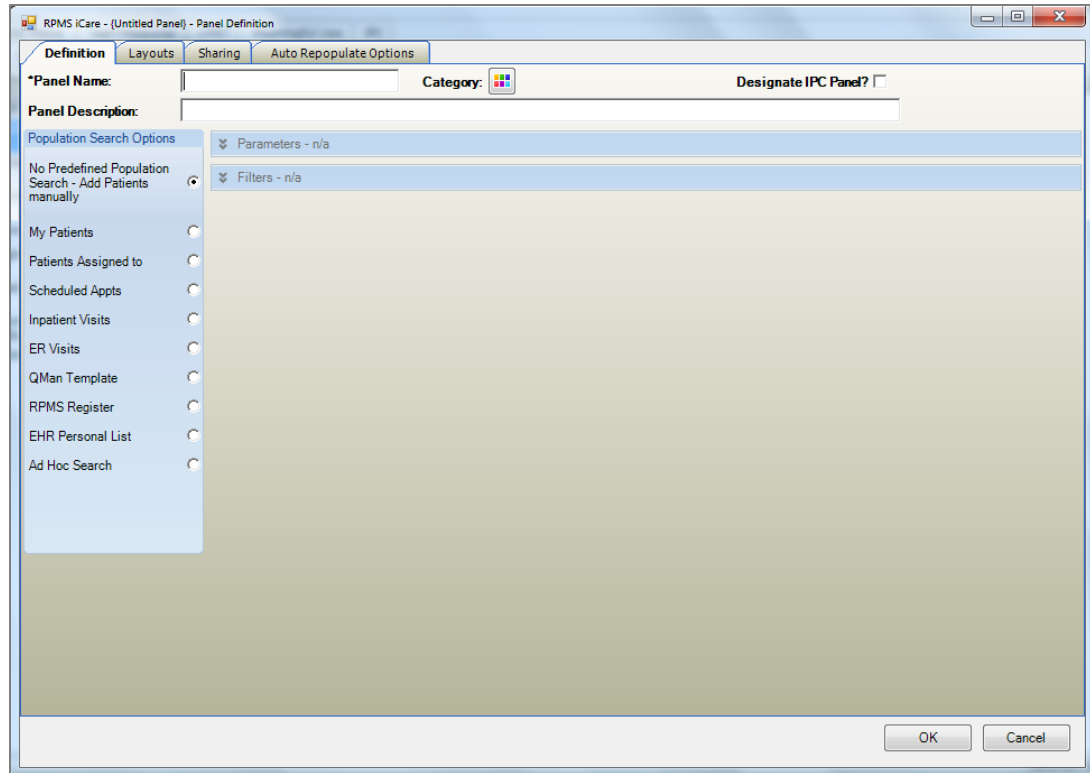 RPMS iCare - {Untitled Panel} - Panel Definition
Definition Layouts Sharing Auto Repopulate Options
*Panel Name: Category: Designate IPC Panel?
Panel Description:
Population Search Options
Parameters - n/a
No Predefined Population
Search - Add Patients
manually
Filters - n/a
My Patients
Patients Assigned to
Scheduled Appts
Inpatient Visits
ER Visits
QMan Template
RPMS Register
EHR Personal List
Ad Hoc Search
OK Cancel